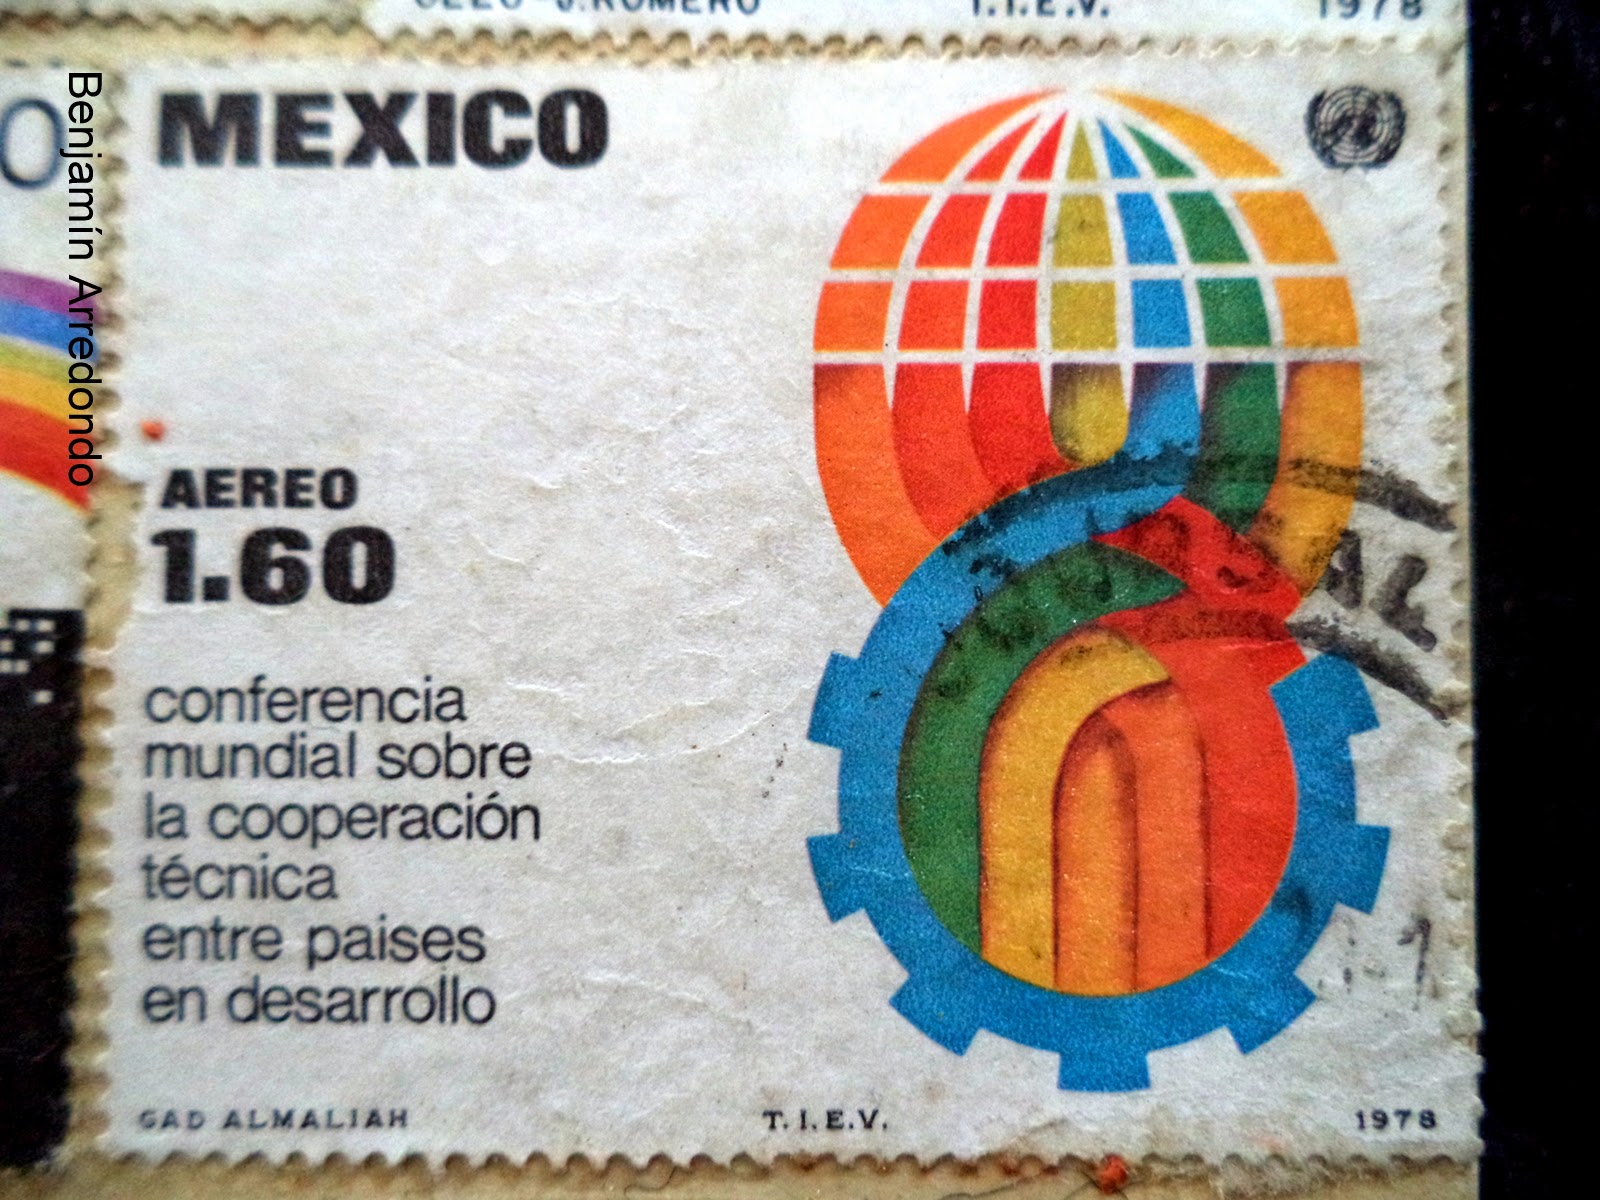 J.ROMERO T.I.E.V. 1978
O
Benjamín Arredondo
MEXICO
AEREO
1.60
conferencia
mundial sobre
la cooperación
técnica
entre paises
en desarrollo
GAD ALMALIAH T.I.E.V. 1978